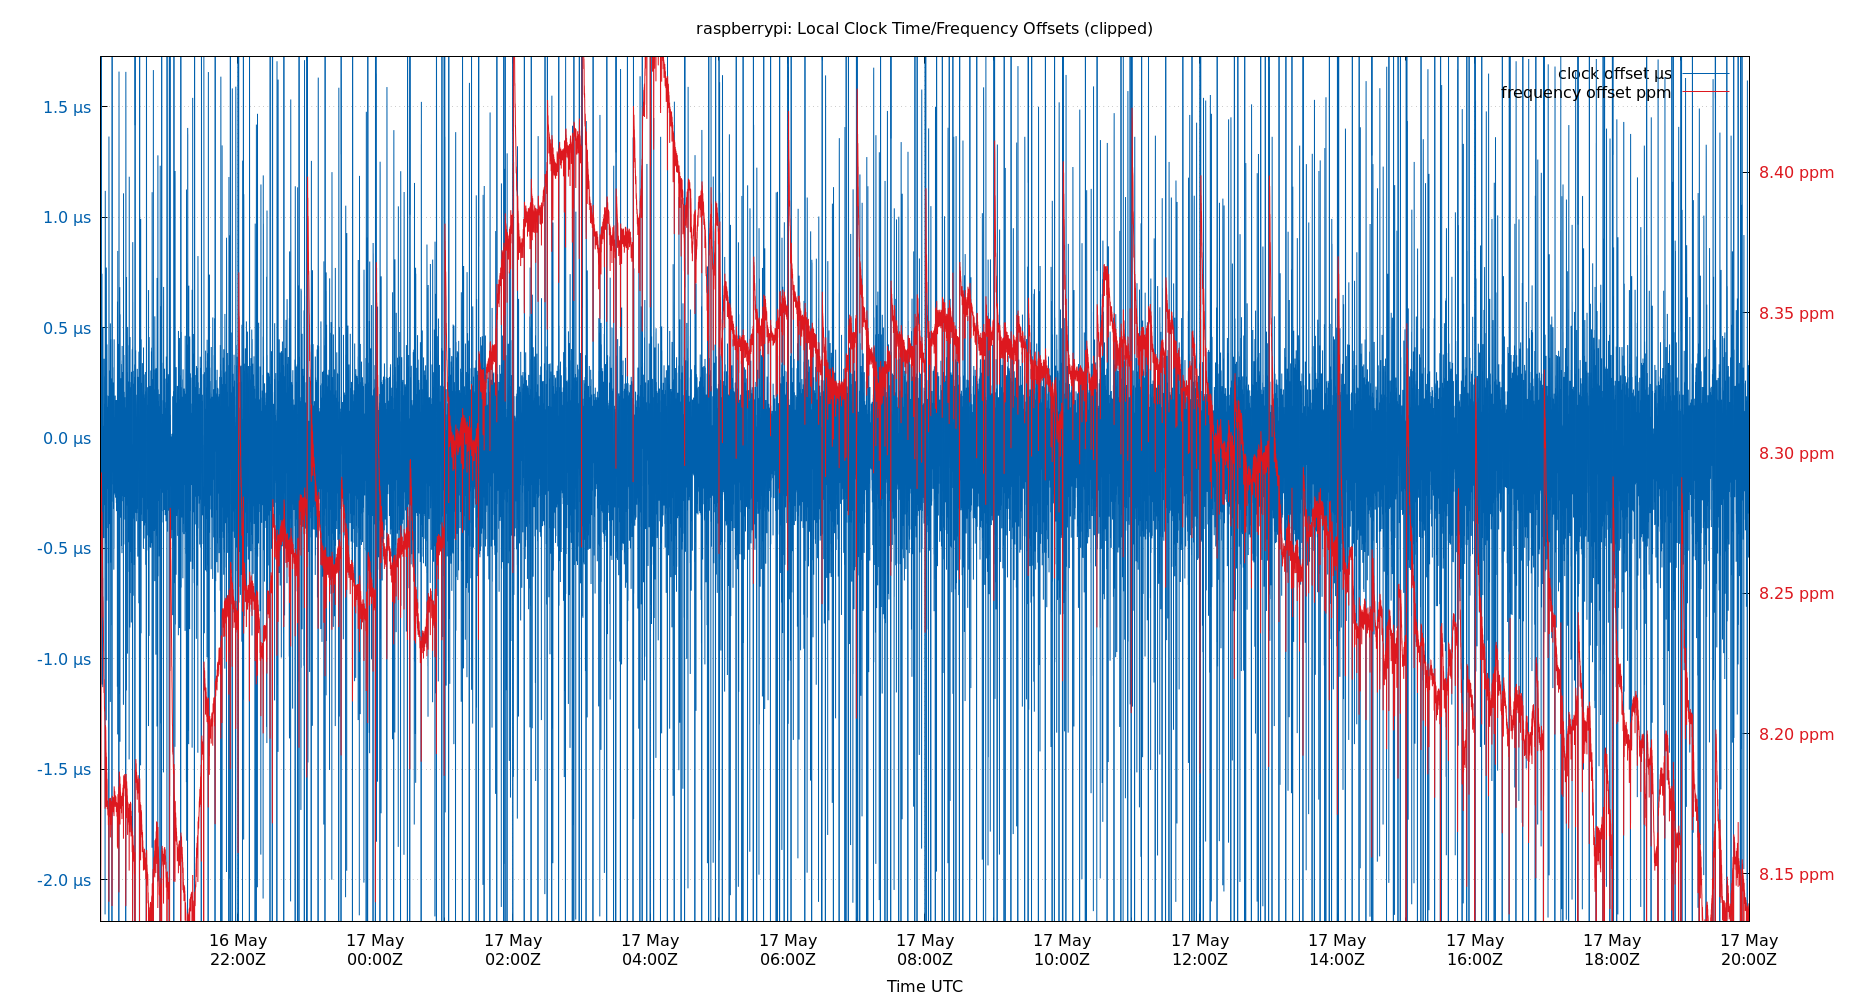 raspberrypi: Local Clock Time/Frequency Offsets (clipped)
clock offset µs
frequency offset ppm
1.5 µs
1.0 µs
0.5 µs
0.0 µs
-0.5 µs
-1.0 µs
-1.5 µs
-2.0 µs
8.40 ppm
8.35 ppm
8.30 ppm
8.25 ppm
8.20 ppm
8.15 ppm
16 May 17 May 17 May 17 May 17 May 17 May 17 May 17 May 17 May 17 May 17 May 17 May
22:00Z 00:00Z 02:00Z 04:00Z 06:00Z 08:00Z 10:00Z 12:00Z 14:00Z 16:00Z 18:00Z 20:00Z
Time UTC